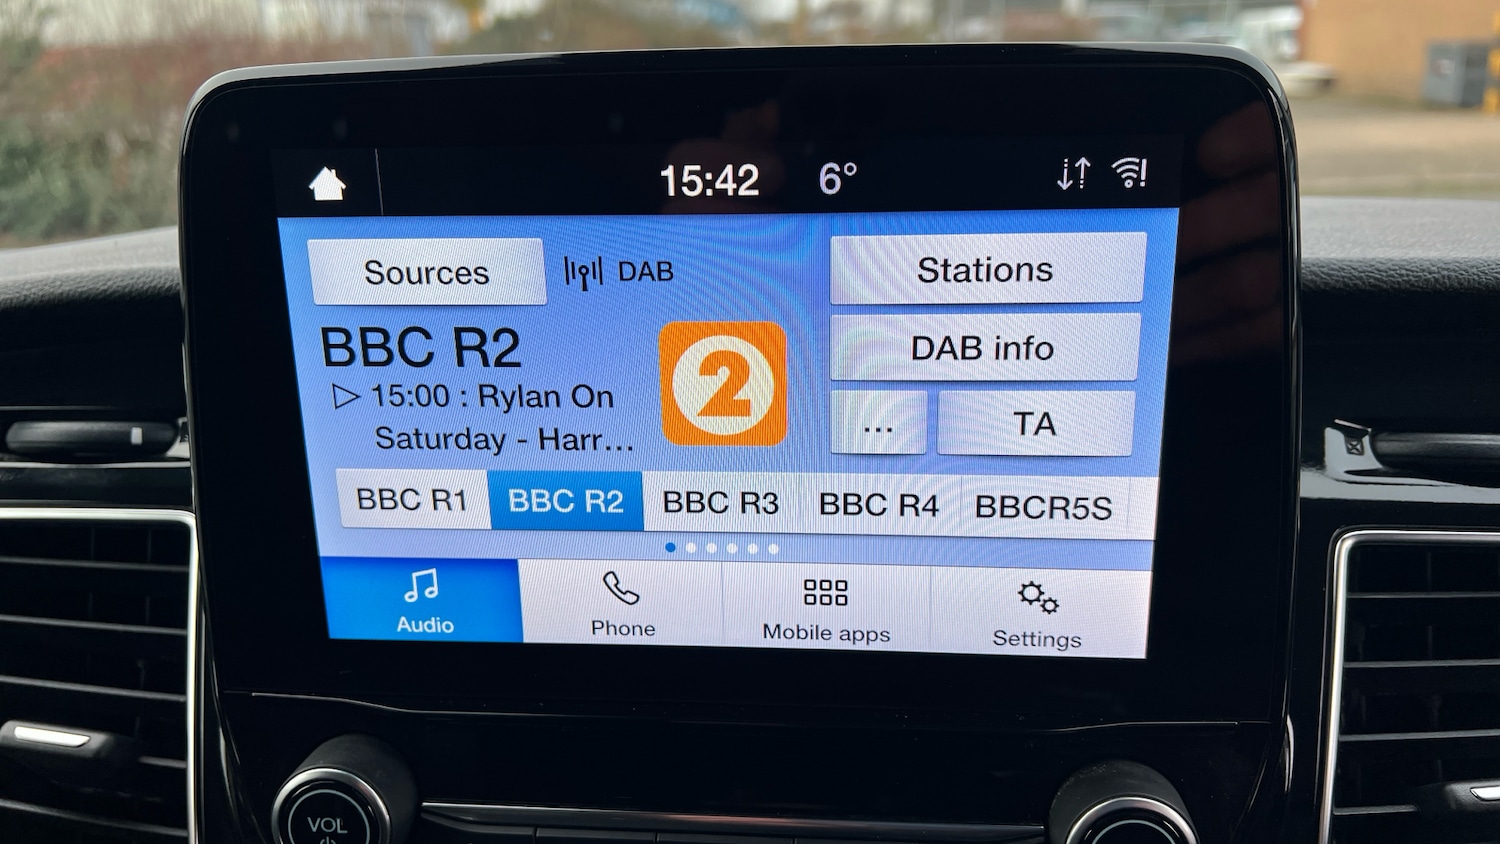 15:42 6°
Sources DAB Stations
BBC R2
2
DAB info
15:00 : Rylan On
Saturday - Harr...
... TA
BBC R1 BBC R2 BBC R3 BBC R4 BBCR5S
Audio Phone Mobile apps Settings
VOL